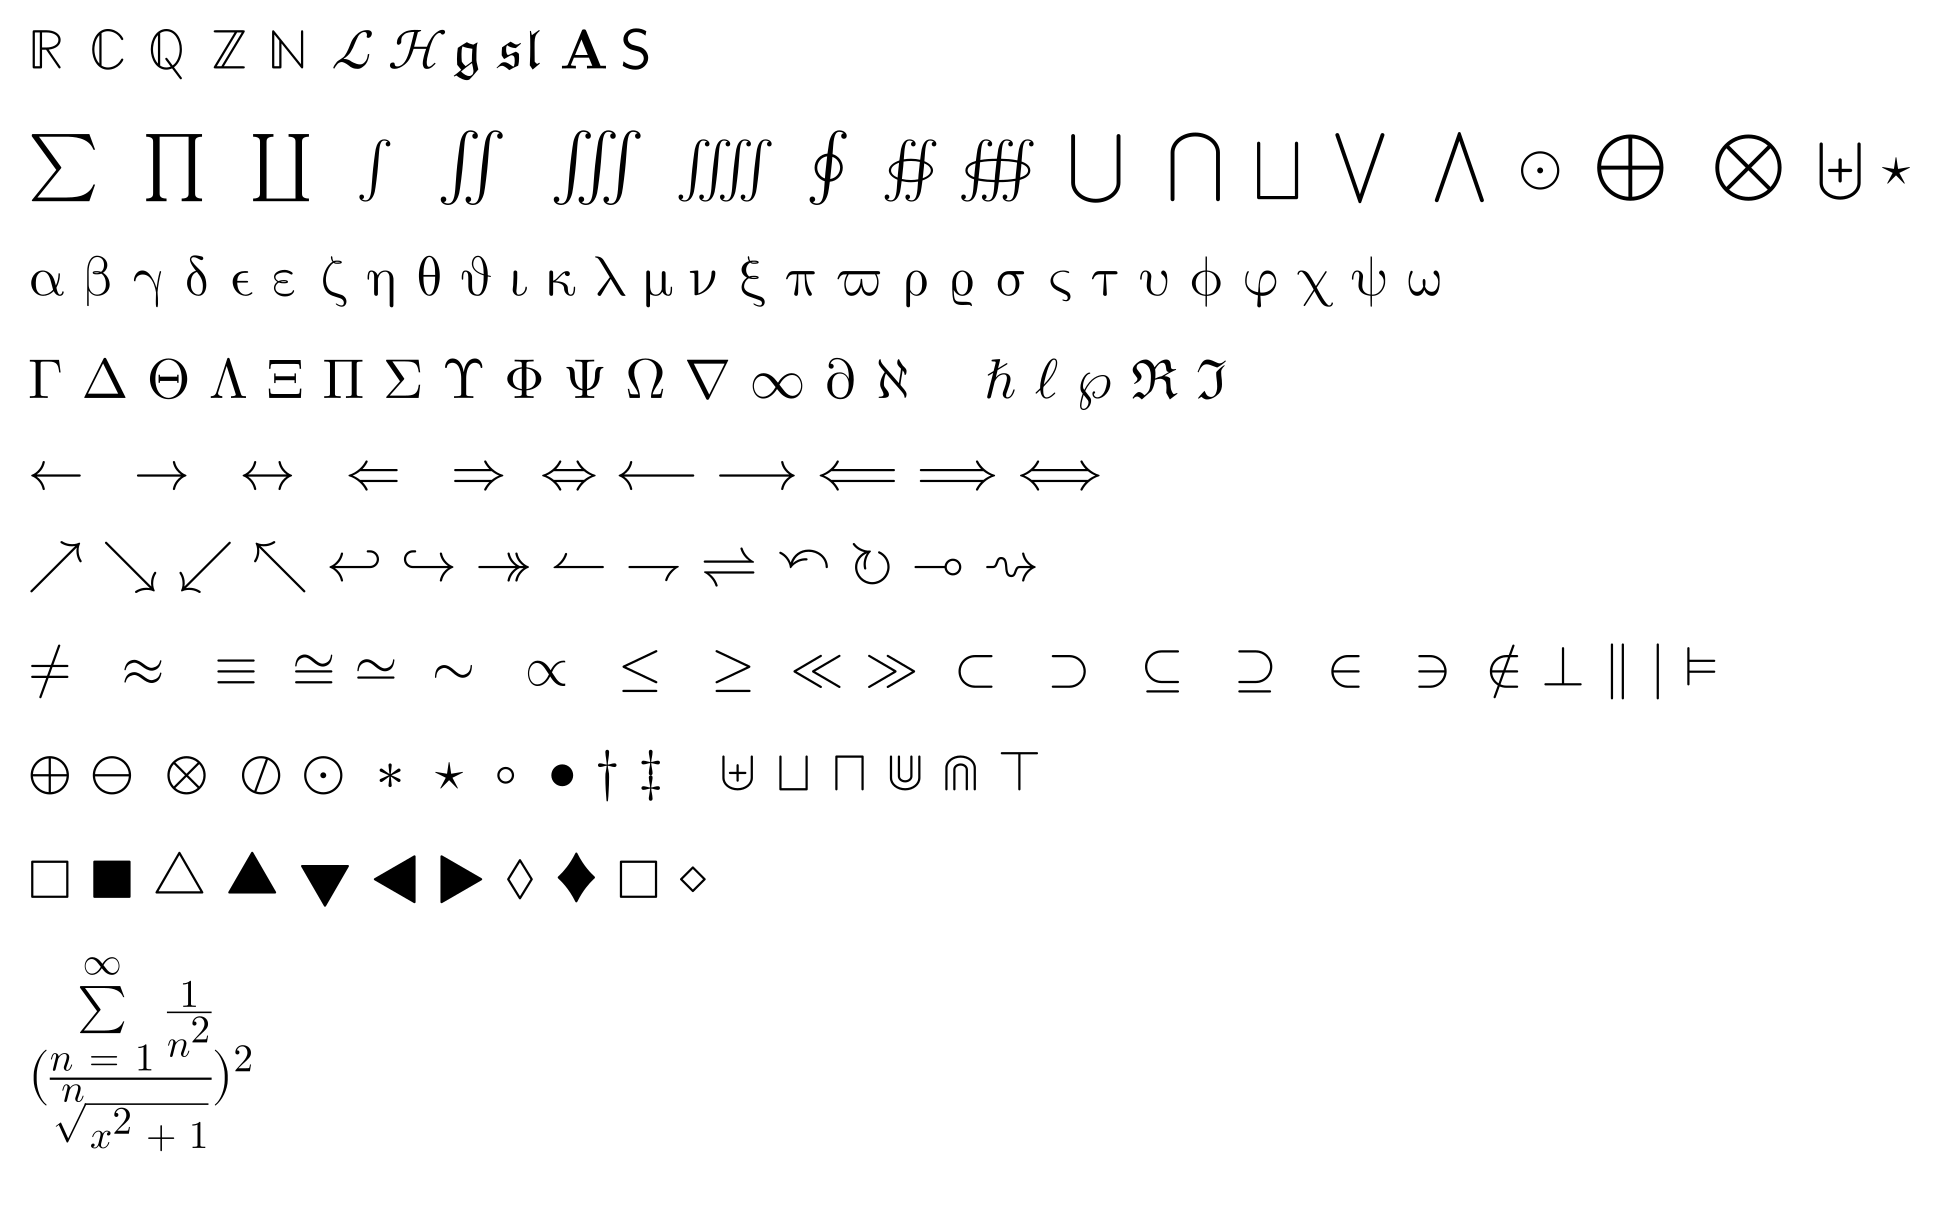 ℝ ℂ ℚ ℤ ℕ ℒ ℋ 𝖌 𝔰𝔩 𝐀 𝖲
∑ ∏ ∐ ∫ ∬ ∭ ⨌ ∮ ∯ ∰ ⋃ ⋂ ⨆ ⋁ ⋀ ⊙ ⨁ ⨂ ⨄ ⋆
α β γ δ ϵ ε ζ η θ ϑ ι κ λ μ ν ξ π ϖ ρ ϱ σ ς τ υ ϕ φ χ ψ ω
Γ Δ Θ Λ Ξ Π Σ ϒ Φ Ψ Ω ∇ ∞ ∂ ℵ ℏ ℓ ℘ ℜ ℑ
← → ↔ ⇐ ⇒ ⇔ ⟵ ⟶ ⟸ ⟹ ⟺
↗ ↘ ↙ ↖ ↩ ↪ ↠ ↼ ⇁ ⇌ ↶ ↻ ⊸ ⇝
≠ ≈ ≡ ≅ ≃ ∼ ∝ ≤ ≥ ≪ ≫ ⊂ ⊃ ⊆ ⊇ ∈ ∋ ∉ ⊥ ∥ ∣ ⊨
⊕ ⊖ ⊗ ⊘ ⊙ ∗ ⋆ ∘ • † ‡ ⊎ ⊔ ⊓ ⋓ ⋒ ⊤
□ ■ △ ▲ ▼ ◀ ▶ ◊ ♦ □ ⋄
∞
∑ 1
n = 1 n²
( )²
n
√x² + 1